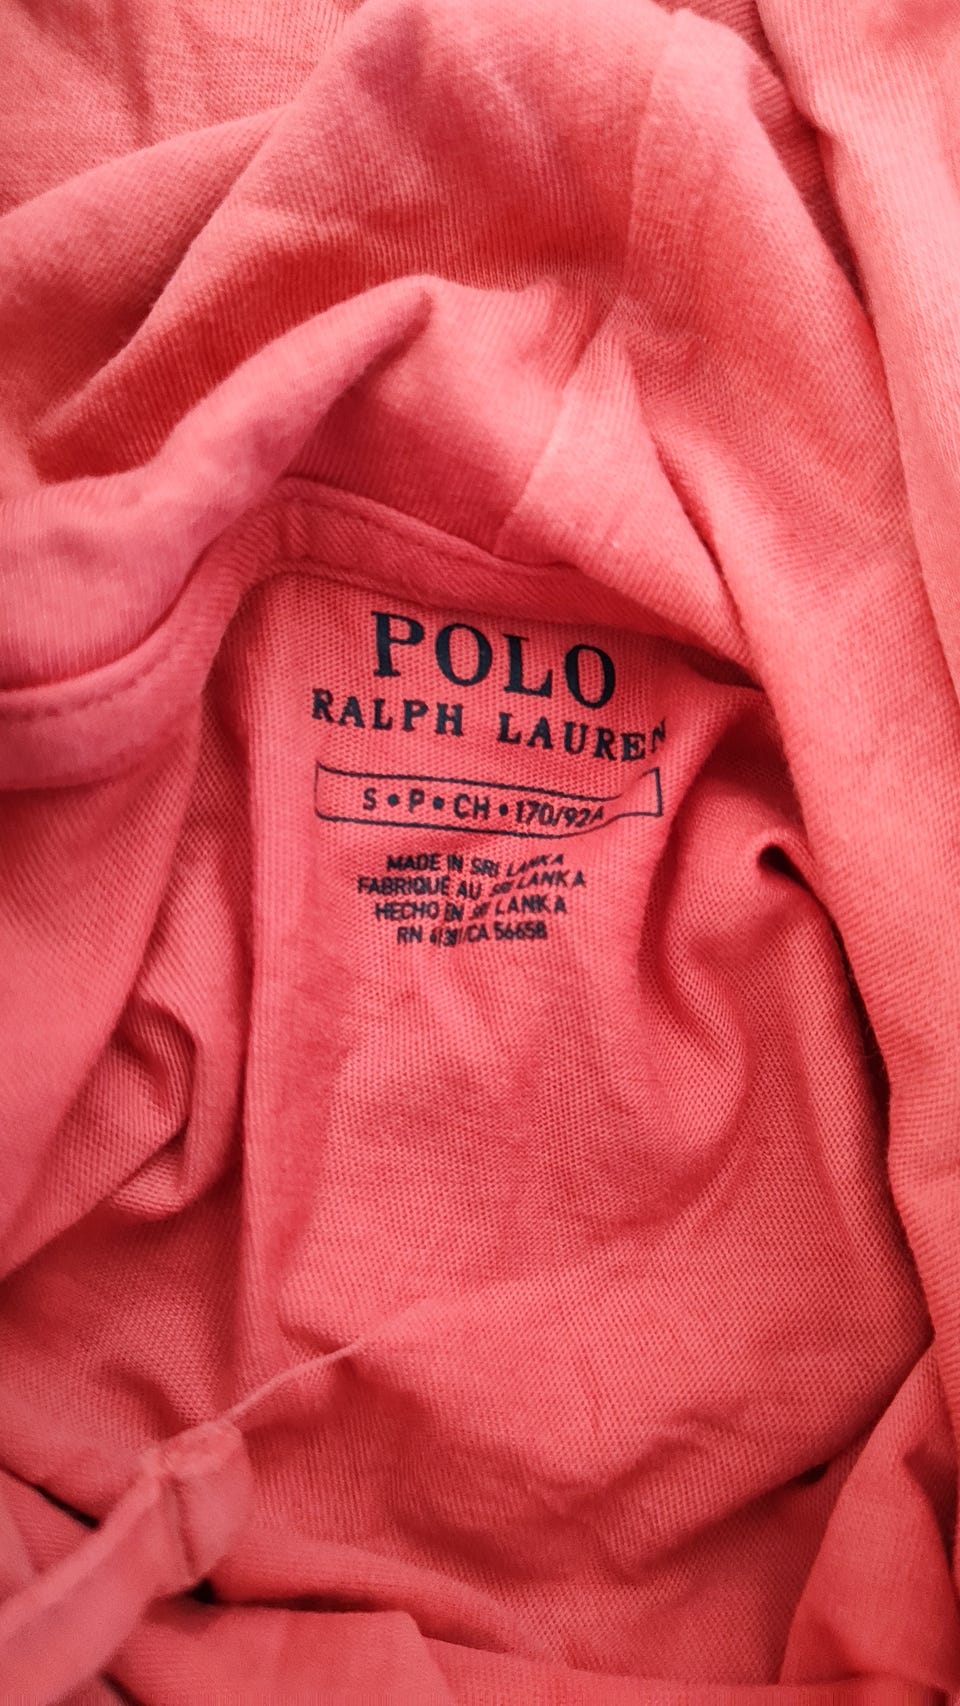 POLO
RALPH LAUREN
S • P • CH • 170/92A
MADE IN SRI LANKA
FABRIQUÉ AU SRI LANKA
HECHO EN SRI LANKA
RN 41381/CA 56658